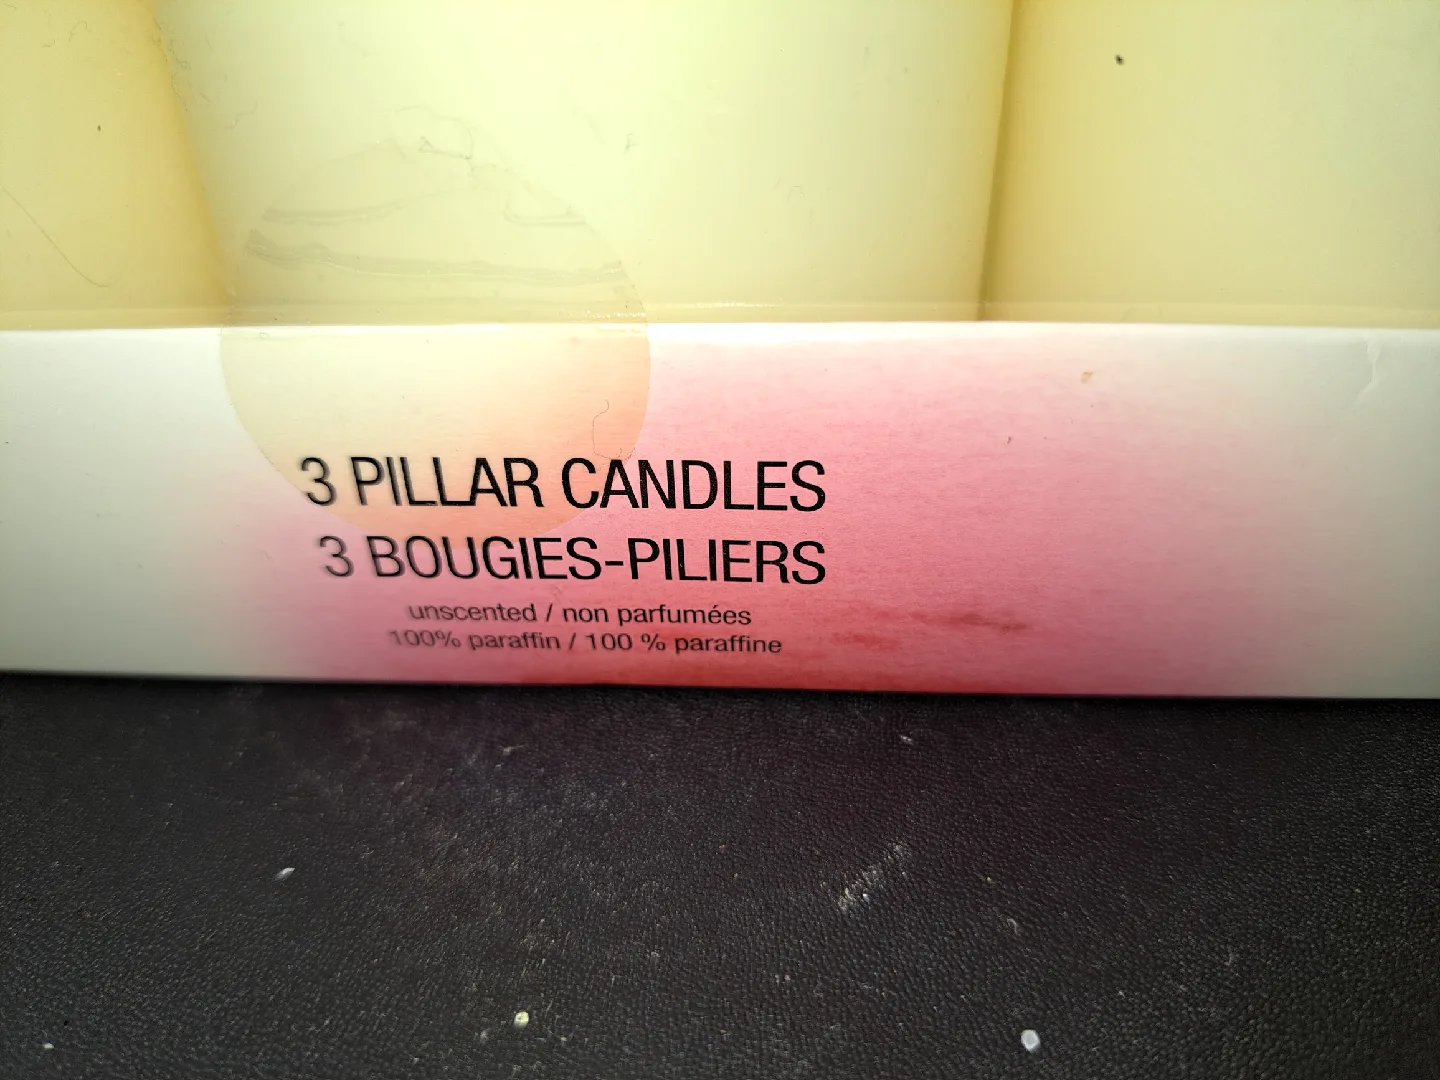 3 PILLAR CANDLES
3 BOUGIES-PILIERS
unscented / non parfumées
100% paraffin / 100 % paraffine